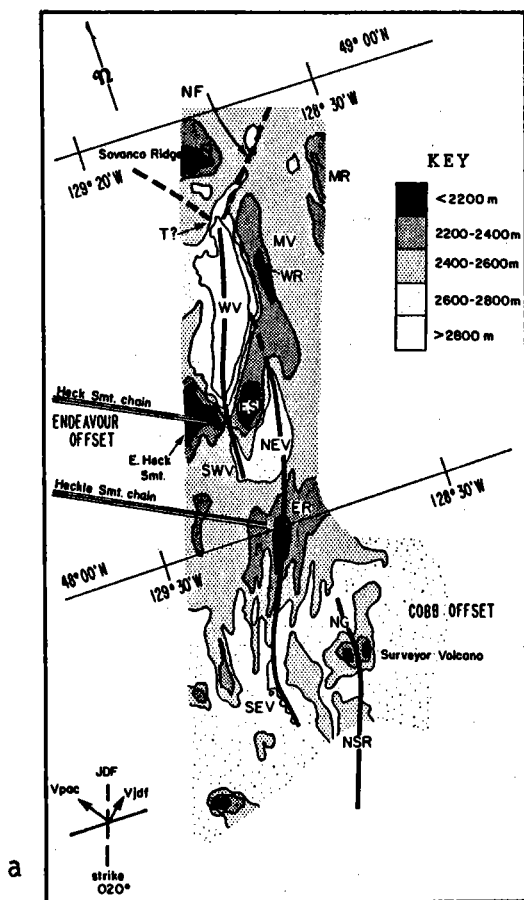 a
n
49° 00'N
NF
128° 30' W
Sovanco Ridge
129° 20' W
KEY
<2200 m
2200-2400m
2400-2600m
2600-2800m
>2800 m
MR
T?
MV
WR
WV
Heck Smt. chain
ENDEAVOUR
OFFSET
ESI
E. Heck
Smt.
NEV
SWV
Heckle Smt. chain
ER
128° 30' W
48° 00'N
129° 30' W
COBB OFFSET
NG
Surveyor Volcano
SEV
NSR
JDF
Vpac
Vjdf
strike
020°
a